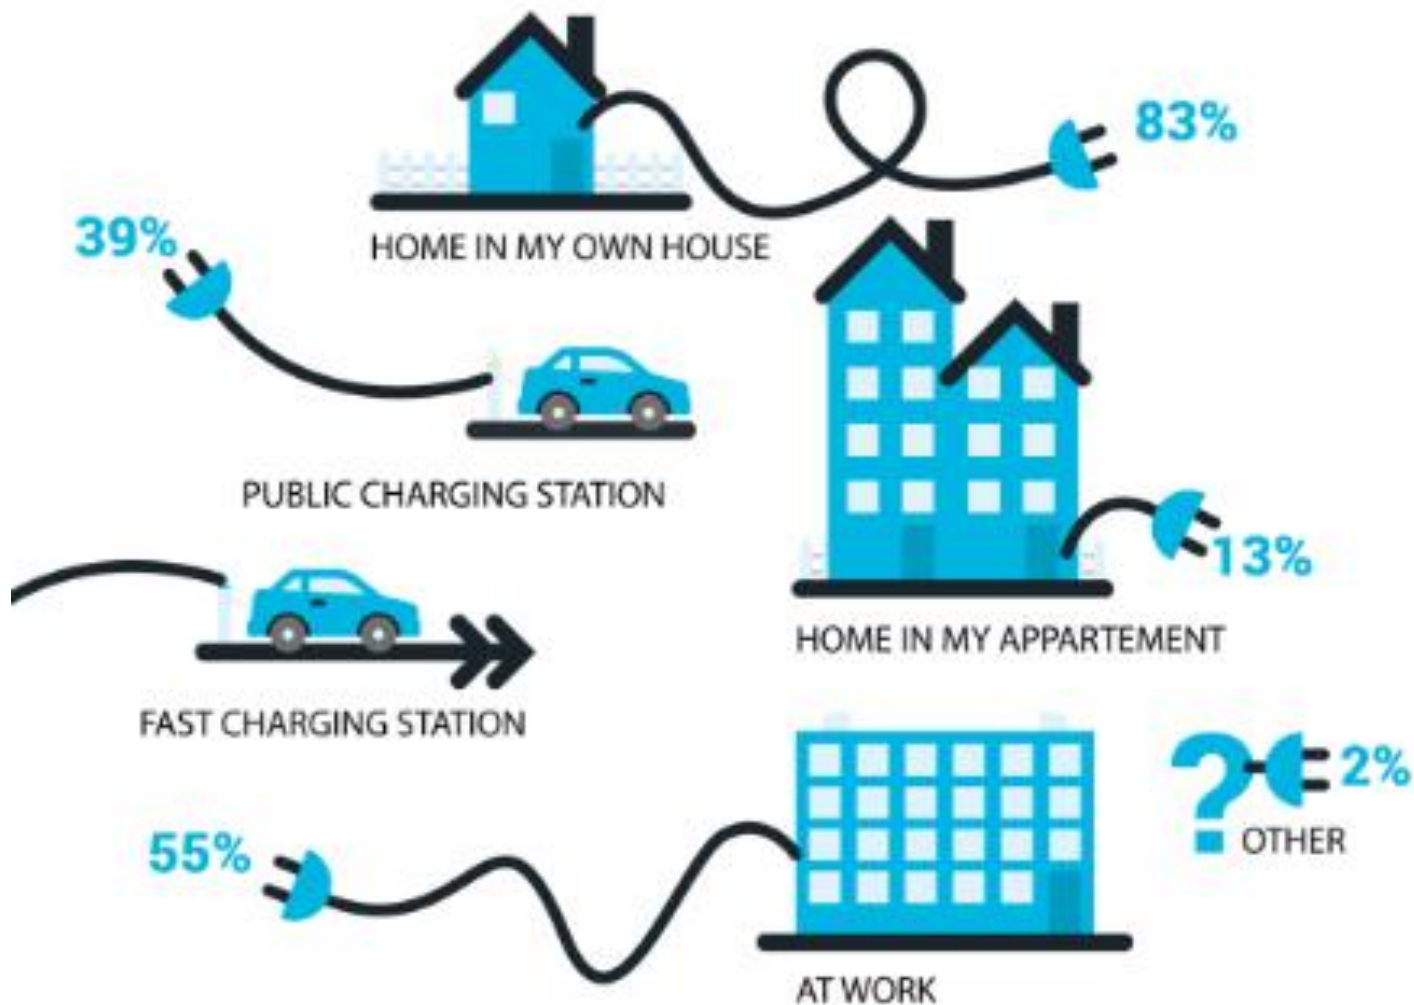 83%
HOME IN MY OWN HOUSE
39%
PUBLIC CHARGING STATION
13%
HOME IN MY APPARTEMENT
FAST CHARGING STATION
2%
OTHER
55%
AT WORK